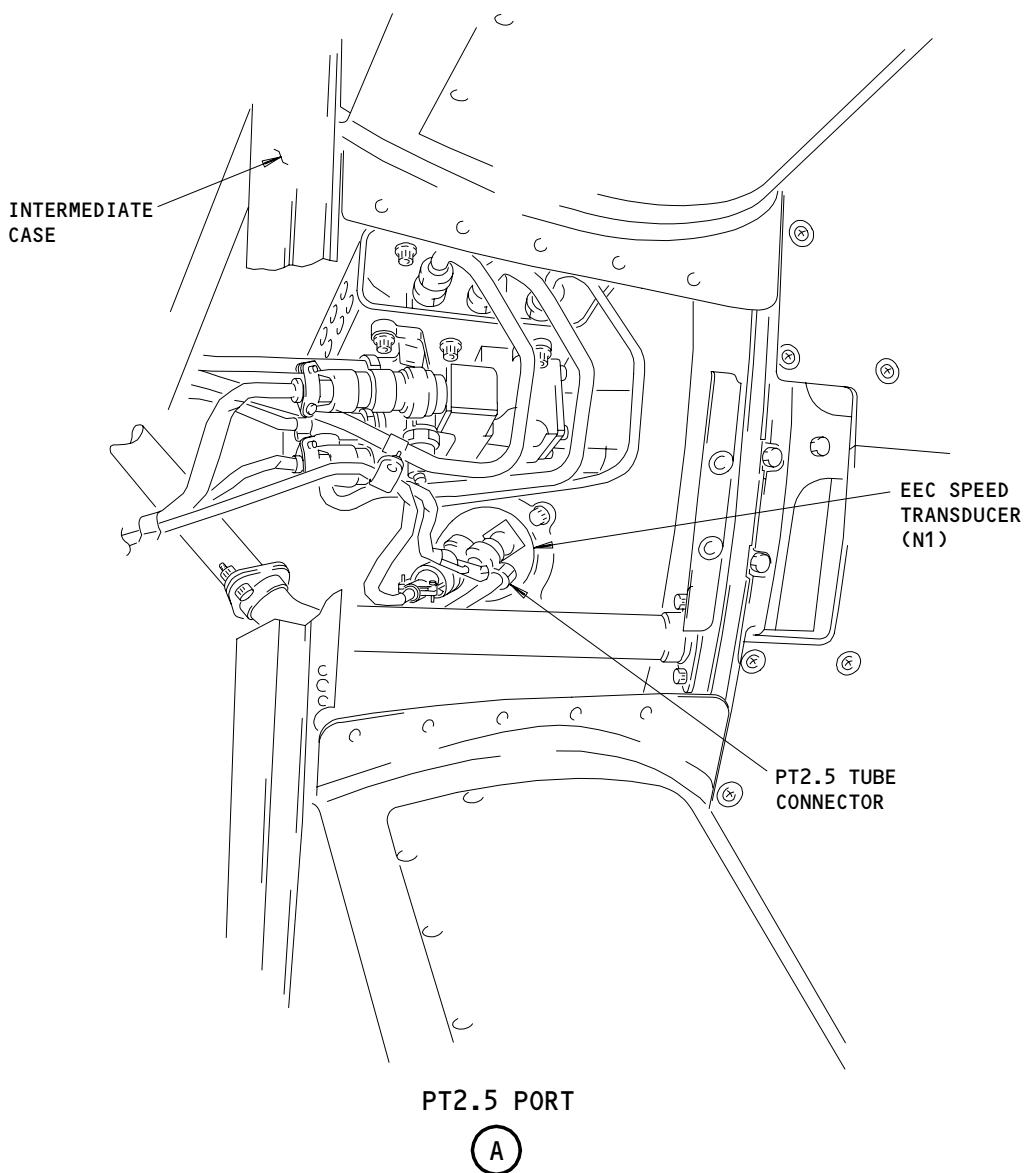 INTERMEDIATE
CASE
EEC SPEED
TRANSDUCER
(N1)
PT2.5 TUBE
CONNECTOR
PT2.5 PORT
A